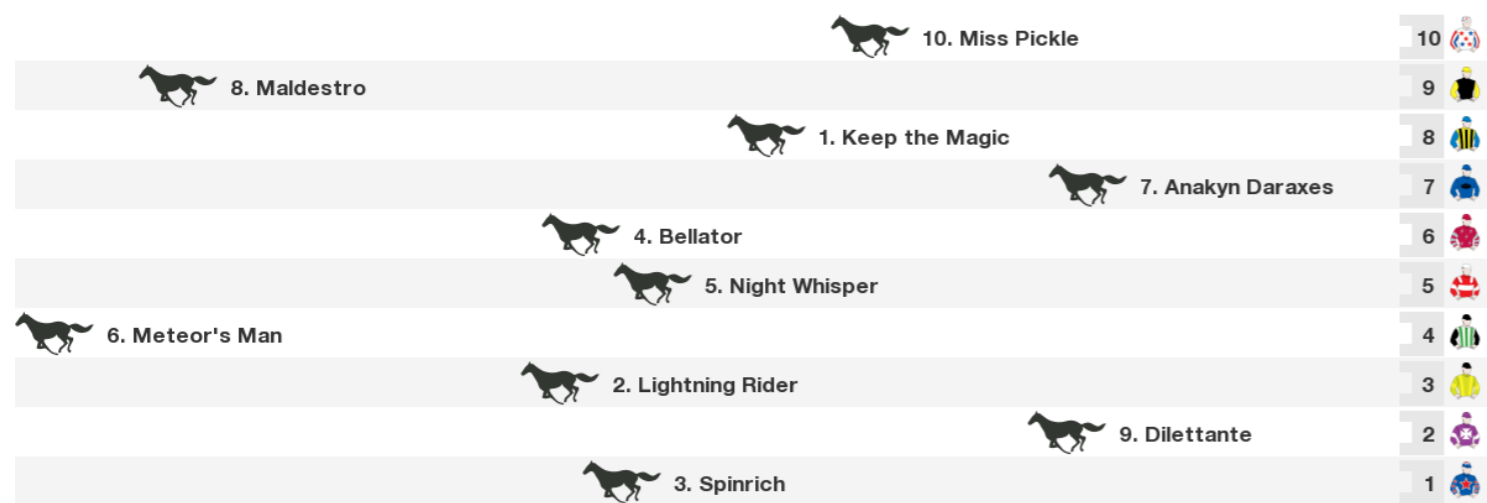 10. Miss Pickle 10
8. Maldestro 9
1. Keep the Magic 8
7. Anakyn Daraxes 7
4. Bellator 6
5. Night Whisper 5
6. Meteor's Man 4
2. Lightning Rider 3
9. Dilettante 2
3. Spinrich 1